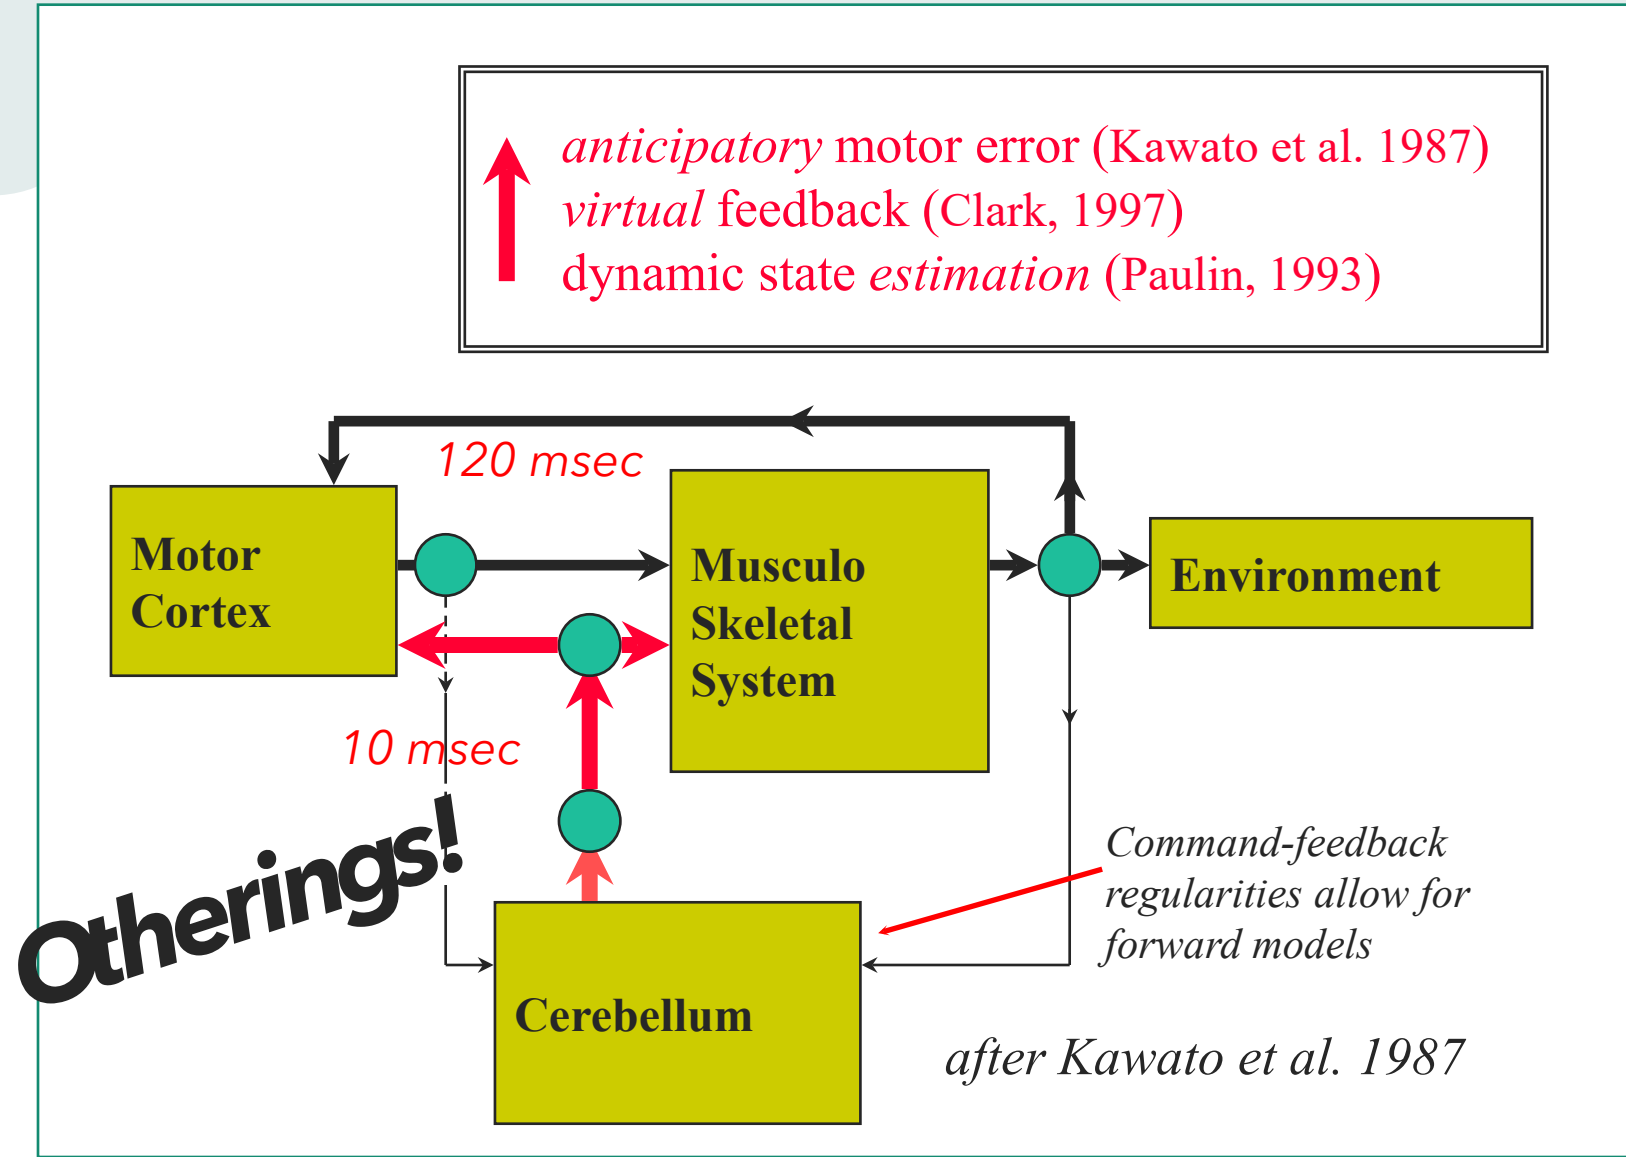 anticipatory motor error (Kawato et al. 1987)
virtual feedback (Clark, 1997)
dynamic state estimation (Paulin, 1993)
120 msec
Motor
Cortex
Musculo
Skeletal
System
Environment
10 msec
Otherings!
Command-feedback
regularities allow for
forward models
Cerebellum
after Kawato et al. 1987